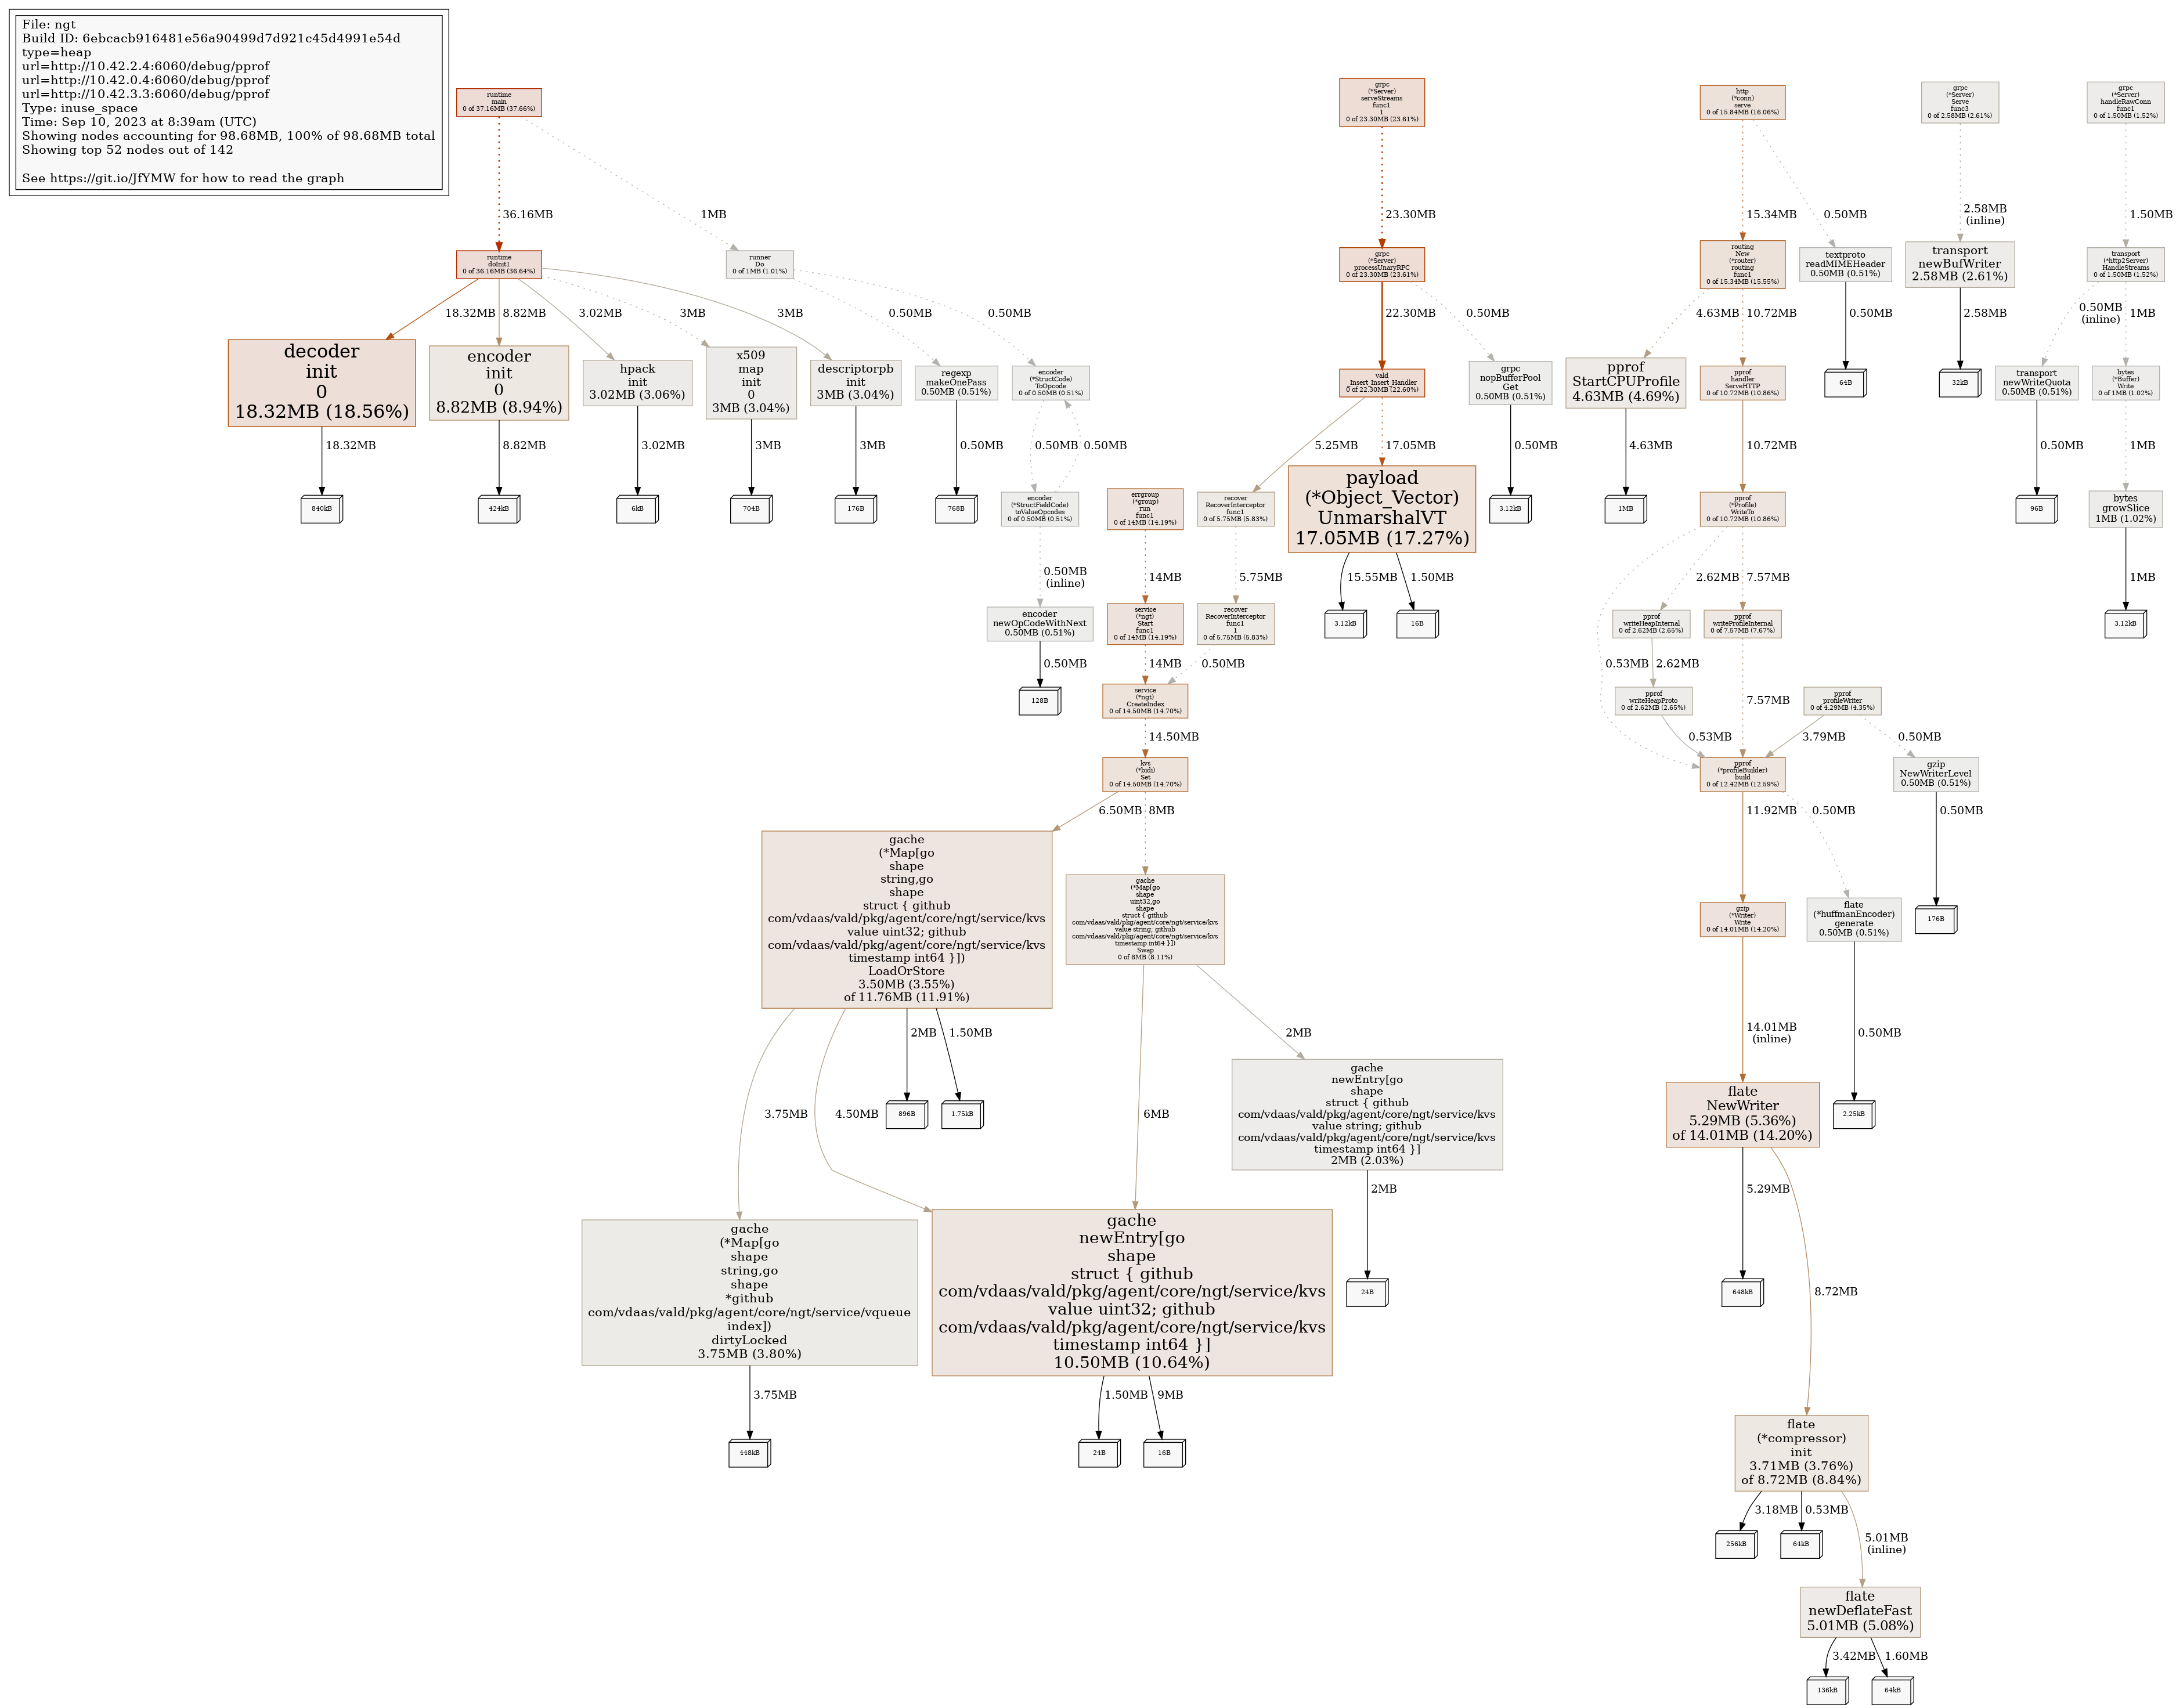 File: ngt
Build ID: 6ebcacb916481e56a90499d7d921c45d4991e54d
type=heap
url=http://10.42.2.4:6060/debug/pprof
url=http://10.42.0.4:6060/debug/pprof
url=http://10.42.3.3:6060/debug/pprof
Type: inuse_space
Time: Sep 10, 2023 at 8:39am (UTC)
Showing nodes accounting for 98.68MB, 100% of 98.68MB total
Showing top 52 nodes out of 142
See https://git.io/JfYMW for how to read the graph
runtime
main
0 of 37.16MB (37.66%)
grpc
(*Server)
serveStreams
func1
1
0 of 23.30MB (23.61%)
http
(*conn)
serve
0 of 15.84MB (16.06%)
grpc
(*Server)
Serve
func3
0 of 2.58MB (2.61%)
grpc
(*Server)
handleRawConn
func1
0 of 1.50MB (1.52%)
36.16MB
1MB
23.30MB
15.34MB
0.50MB
2.58MB
(inline)
1.50MB
runtime
doInit1
0 of 36.16MB (36.64%)
runner
Do
0 of 1MB (1.01%)
grpc
(*Server)
processUnaryRPC
0 of 23.30MB (23.61%)
routing
New
(*router)
routing
func1
0 of 15.34MB (15.55%)
textproto
readMIMEHeader
0.50MB (0.51%)
transport
newBufWriter
2.58MB (2.61%)
transport
(*http2Server)
HandleStreams
0 of 1.50MB (1.52%)
18.32MB
8.82MB
3.02MB
3MB
3MB
0.50MB
0.50MB
22.30MB
0.50MB
4.63MB
10.72MB
0.50MB
2.58MB
0.50MB
(inline)
1MB
decoder
init
0
18.32MB (18.56%)
encoder
init
0
8.82MB (8.94%)
hpack
init
3.02MB (3.06%)
x509
map
init
0
3MB (3.04%)
descriptorpb
init
3MB (3.04%)
regexp
makeOnePass
0.50MB (0.51%)
encoder
(*StructCode)
ToOpcode
0 of 0.50MB (0.51%)
vald
Insert_Insert_Handler
0 of 22.30MB (22.60%)
grpc
nopBufferPool
Get
0.50MB (0.51%)
pprof
StartCPUProfile
4.63MB (4.69%)
pprof
handler
ServeHTTP
0 of 10.72MB (10.86%)
64B
32kB
transport
newWriteQuota
0.50MB (0.51%)
bytes
(*Buffer)
Write
0 of 1MB (1.02%)
18.32MB
8.82MB
3.02MB
3MB
3MB
0.50MB
0.50MB
0.50MB
5.25MB
17.05MB
0.50MB
4.63MB
10.72MB
0.50MB
1MB
840kB
424kB
6kB
704B
176B
768B
encoder
(*StructFieldCode)
toValueOpcodes
0 of 0.50MB (0.51%)
errgroup
(*group)
run
func1
0 of 14MB (14.19%)
recover
RecoverInterceptor
func1
0 of 5.75MB (5.83%)
payload
(*Object_Vector)
UnmarshalVT
17.05MB (17.27%)
3.12kB
1MB
pprof
(*Profile)
WriteTo
0 of 10.72MB (10.86%)
96B
bytes
growSlice
1MB (1.02%)
0.50MB
(inline)
14MB
5.75MB
15.55MB
1.50MB
2.62MB
7.57MB
1MB
encoder
newOpCodeWithNext
0.50MB (0.51%)
service
(*ngt)
Start
func1
0 of 14MB (14.19%)
recover
RecoverInterceptor
func1
1
0 of 5.75MB (5.83%)
3.12kB
16B
pprof
writeHeapInternal
0 of 2.62MB (2.65%)
pprof
writeProfileInternal
0 of 7.57MB (7.67%)
3.12kB
0.50MB
14MB
0.50MB
0.53MB
2.62MB
7.57MB
128B
service
(*ngt)
CreateIndex
0 of 14.50MB (14.70%)
pprof
writeHeapProto
0 of 2.62MB (2.65%)
pprof
profileWriter
0 of 4.29MB (4.35%)
14.50MB
0.53MB
3.79MB
0.50MB
kvs
(*bidi)
Set
0 of 14.50MB (14.70%)
pprof
(*profileBuilder)
build
0 of 12.42MB (12.59%)
gzip
NewWriterLevel
0.50MB (0.51%)
6.50MB
8MB
11.92MB
0.50MB
0.50MB
gache
(*Map[go
shape
string,go
shape
struct { github
com/vdaas/vald/pkg/agent/core/ngt/service/kvs
value uint32; github
com/vdaas/vald/pkg/agent/core/ngt/service/kvs
timestamp int64 }])
LoadOrStore
3.50MB (3.55%)
of 11.76MB (11.91%)
gache
(*Map[go
shape
uint32,go
shape
struct { github
com/vdaas/vald/pkg/agent/core/ngt/service/kvs
value string; github
com/vdaas/vald/pkg/agent/core/ngt/service/kvs
timestamp int64 }])
Swap
0 of 8MB (8.11%)
gzip
(*Writer)
Write
0 of 14.01MB (14.20%)
flate
(*huffmanEncoder)
generate
0.50MB (0.51%)
176B
3.75MB
4.50MB
2MB
1.50MB
6MB
2MB
14.01MB
(inline)
0.50MB
896B
1.75kB
gache
newEntry[go
shape
struct { github
com/vdaas/vald/pkg/agent/core/ngt/service/kvs
value string; github
com/vdaas/vald/pkg/agent/core/ngt/service/kvs
timestamp int64 }]
2MB (2.03%)
flate
NewWriter
5.29MB (5.36%)
of 14.01MB (14.20%)
2.25kB
2MB
5.29MB
8.72MB
gache
(*Map[go
shape
string,go
shape
*github
com/vdaas/vald/pkg/agent/core/ngt/service/vqueue
index])
dirtyLocked
3.75MB (3.80%)
gache
newEntry[go
shape
struct { github
com/vdaas/vald/pkg/agent/core/ngt/service/kvs
value uint32; github
com/vdaas/vald/pkg/agent/core/ngt/service/kvs
timestamp int64 }]
10.50MB (10.64%)
24B
648kB
3.75MB
1.50MB
9MB
448kB
24B
16B
flate
(*compressor)
init
3.71MB (3.76%)
of 8.72MB (8.84%)
3.18MB
0.53MB
5.01MB
(inline)
256kB
64kB
flate
newDeflateFast
5.01MB (5.08%)
3.42MB
1.60MB
136kB
64kB